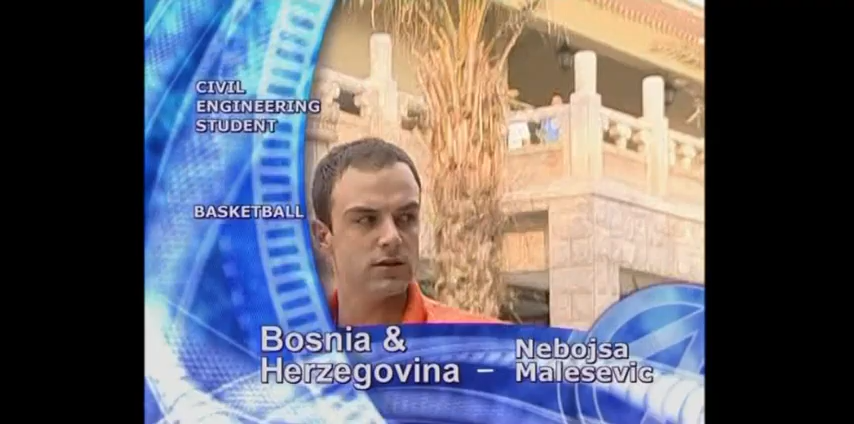 CIVIL
ENGINEERING
STUDENT
BASKETBALL
Bosnia &
Herzegovina – Nebojsa
Malesevic